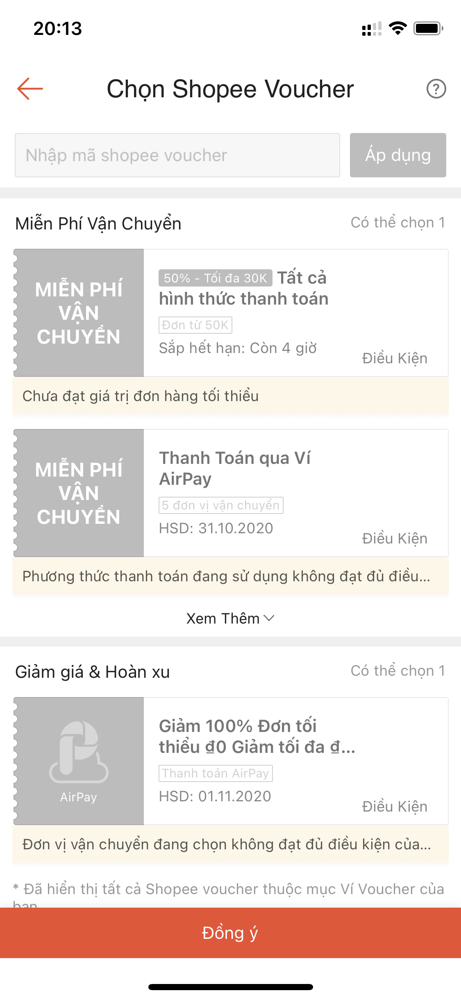 20:13
Chọn Shopee Voucher
?
Nhập mã shopee voucher
Áp dụng
Miễn Phí Vận Chuyển
Có thể chọn 1
MIỄN PHÍ
VẬN
CHUYỂN
50% - Tối đa 30K Tất cả
hình thức thanh toán
Đơn từ 50K
Sắp hết hạn: Còn 4 giờ
Điều Kiện
Chưa đạt giá trị đơn hàng tối thiểu
MIỄN PHÍ
VẬN
CHUYỂN
Thanh Toán qua Ví
AirPay
5 đơn vị vận chuyển
HSD: 31.10.2020
Điều Kiện
Phương thức thanh toán đang sử dụng không đạt đủ điều...
Xem Thêm
Giảm giá & Hoàn xu
Có thể chọn 1
AirPay
Giảm 100% Đơn tối
thiểu ₫0 Giảm tối đa ₫...
Thanh toán AirPay
HSD: 01.11.2020
Điều Kiện
Đơn vị vận chuyển đang chọn không đạt đủ điều kiện của...
* Đã hiển thị tất cả Shopee voucher thuộc mục Ví Voucher của
bạn
Đồng ý